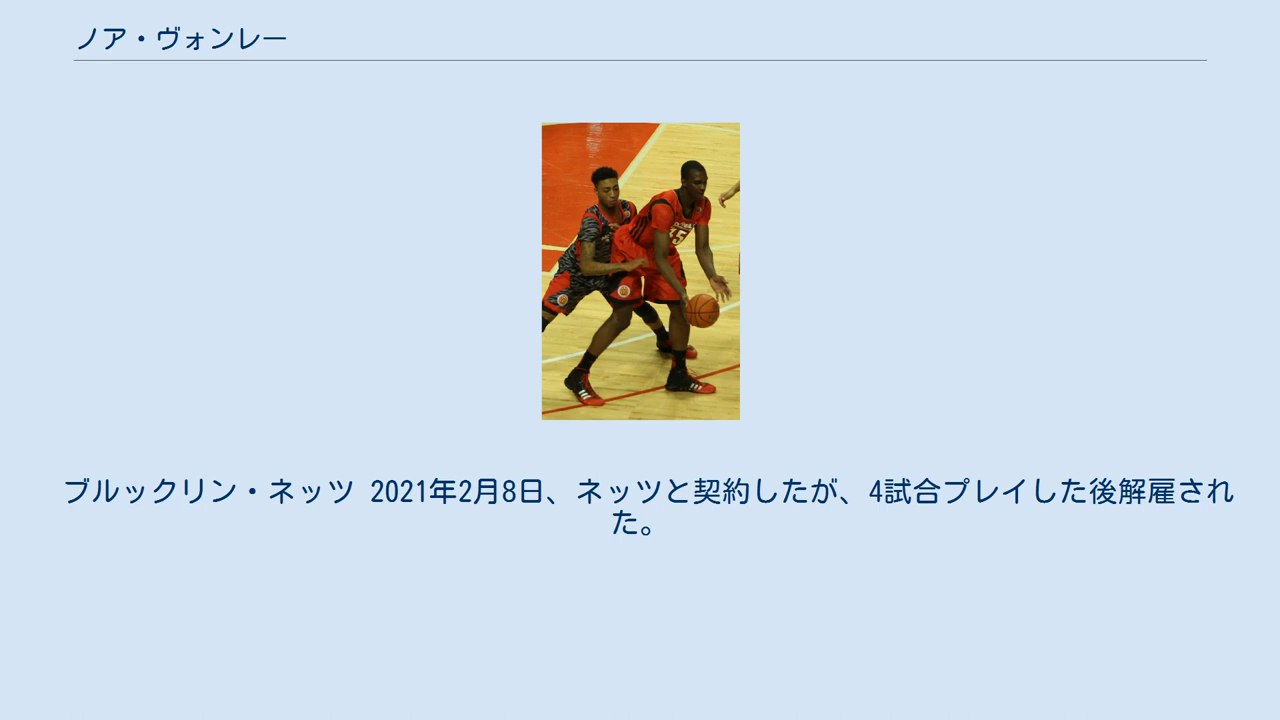 ノア・ヴォンレー
ブルックリン・ネッツ 2021年2月8日、ネッツと契約したが、4試合プレイした後解雇され
た。